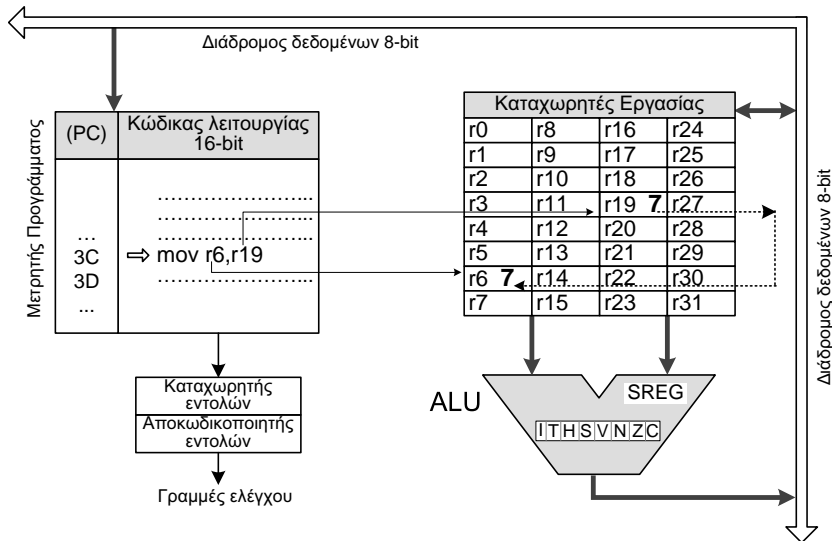 Διάδρομος δεδομένων 8-bit
Μετρητής Προγράμματος
(PC)
Κώδικας λειτουργίας
16-bit
..........................
..........................
...
..........................
3C
⇒ mov r6,r19
3D
..........................
...
Καταχωρητής
εντολών
Αποκωδικοποιητής
εντολών
Γραμμές ελέγχου
Καταχωρητές Εργασίας
r0 r8 r16 r24
r1 r9 r17 r25
r2 r10 r18 r26
r3 r11 r19 7 r27
r4 r12 r20 r28
r5 r13 r21 r29
r6 7 r14 r22 r30
r7 r15 r23 r31
ALU
SREG
I T H S V N Z C
Διάδρομος δεδομένων 8-bit